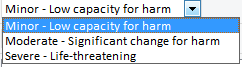 Minor - Low capacity for harm
Minor - Low capacity for harm
Moderate - Significant change for harm
Severe - Life-threatening